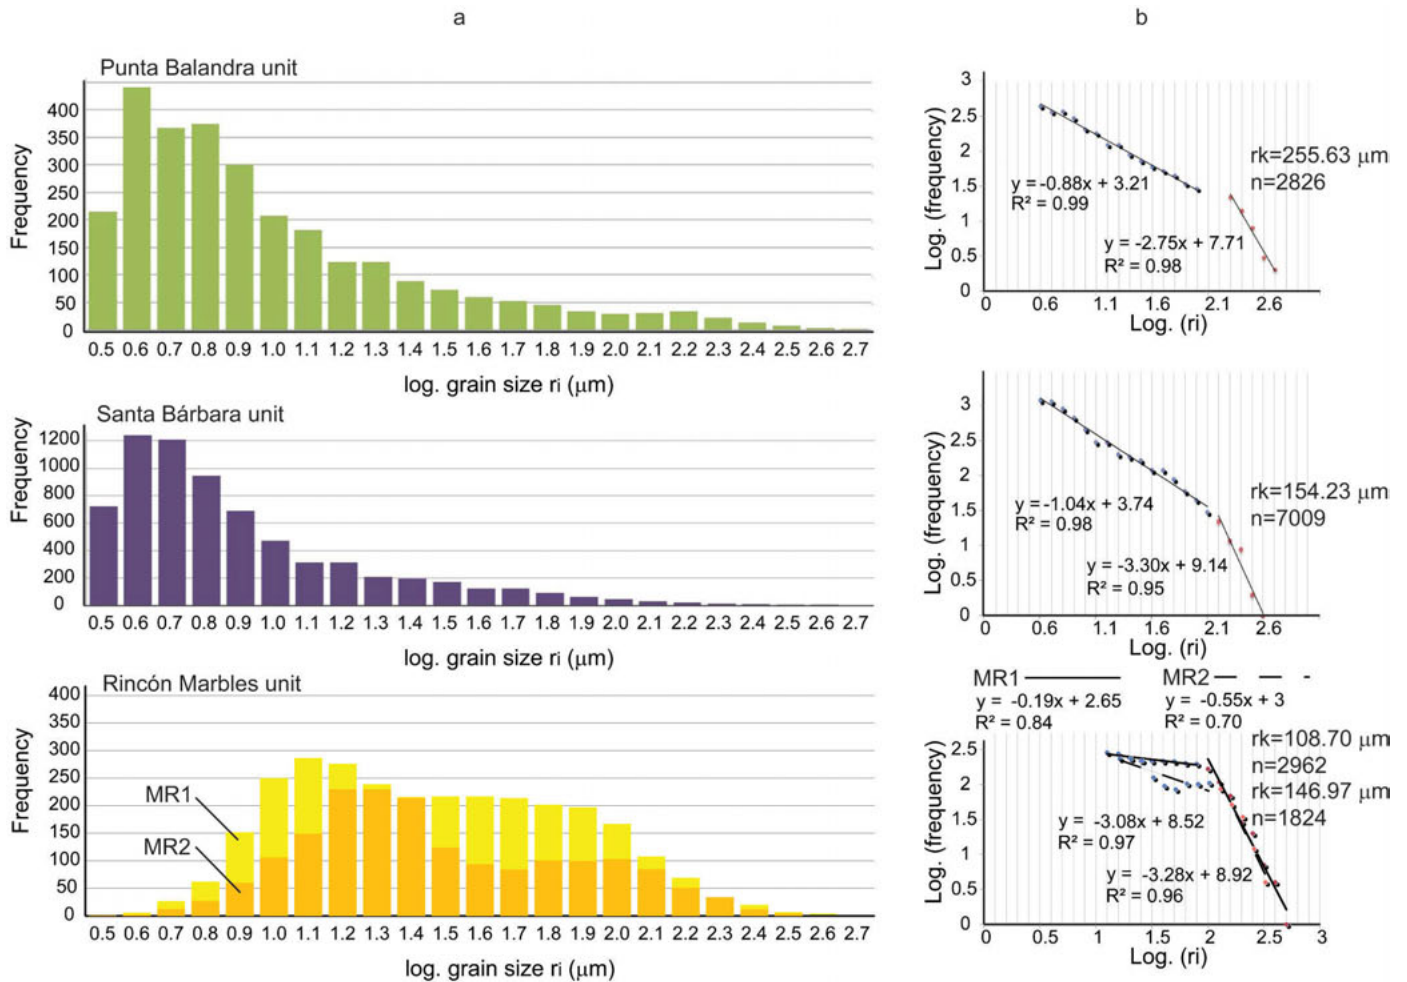 a
b
Punta Balandra unit
Frequency
400
350
300
250
200
150
100
50
0
0.5 0.6 0.7 0.8 0.9 1.0 1.1 1.2 1.3 1.4 1.5 1.6 1.7 1.8 1.9 2.0 2.1 2.2 2.3 2.4 2.5 2.6 2.7
log. grain size ri (μm)
Log. (frequency)
3
2.5
2
1.5
1
0.5
0
y = -0.88x + 3.21
R² = 0.99
y = -2.75x + 7.71
R² = 0.98
rk=255.63 μm
n=2826
0 0.6 1.1 1.6 2.1 2.6
Log. (ri)
Santa Bárbara unit
Frequency
1200
1000
800
600
400
200
0
0.5 0.6 0.7 0.8 0.9 1.0 1.1 1.2 1.3 1.4 1.5 1.6 1.7 1.8 1.9 2.0 2.1 2.2 2.3 2.4 2.5 2.6 2.7
log. grain size ri (μm)
Log. (frequency)
3
2.5
2
1.5
1
0.5
0
y = -1.04x + 3.74
R² = 0.98
y = -3.30x + 9.14
R² = 0.95
rk=154.23 μm
n=7009
0 0.6 1.1 1.6 2.1 2.6
Log. (ri)
Rincón Marbles unit
Frequency
400
350
300
250
200
150
100
50
0
MR1
MR2
0.5 0.6 0.7 0.8 0.9 1.0 1.1 1.2 1.3 1.4 1.5 1.6 1.7 1.8 1.9 2.0 2.1 2.2 2.3 2.4 2.5 2.6 2.7
log. grain size ri (μm)
MR1
y = -0.19x + 2.65
R² = 0.84
MR2
y = -0.55x + 3
R² = 0.70
Log. (frequency)
2.5
2
1.5
1
0.5
0
rk=108.70 μm
n=2962
rk=146.97 μm
n=1824
y = -3.08x + 8.52
R² = 0.97
y = -3.28x + 8.92
R² = 0.96
0 0.5 1 1.5 2 2.5 3
Log. (ri)